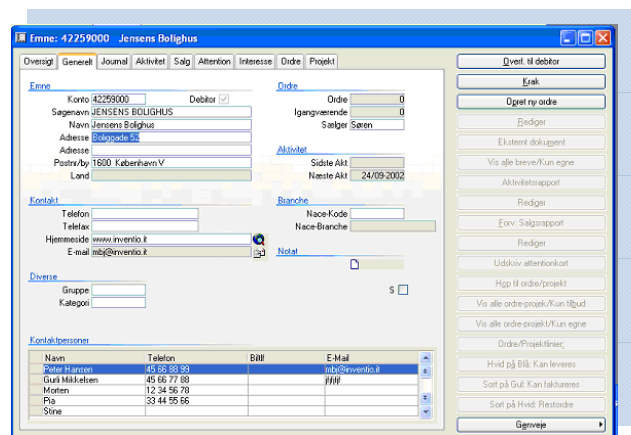 Emne: 42259000 Jensens Bolighus
Oversigt Generelt Journal Aktivitet Salg Attention Interesse Ordre Projekt
Emne
Konto 42259000 Debitor
Søgenavn JENSENS BOLIGHUS
Navn Jensens Bolighus
Adresse Boliggade 52
Adresse
Postnr/by 1600 København V
Land
Ordre
Ordre 0
Igangværende 0
Sælger Søren
Aktivitet
Sidste Akt
Næste Akt 24/09-2002
Kontakt
Telefon
Telefax
Hjemmeside www.inventio.it
E-mail mbj@inventio.it
Branche
Nace-Kode
Nace-Branche
Notat
Diverse
Gruppe
Kategori
S
Kontaktpersoner
Navn Telefon Biltlf E-Mail
Peter Hansen 45 66 88 99 mbj@inventio.it
Gurli Mikkelsen 45 66 77 88
Morten 12 34 56 78
Pia 33 44 55 66
Stine
Overf. til debitor
Krak
Opret ny ordre
Rediger
Eksternt dokument
Vis alle breve/Kun egne
Aktivitetsrapport
Rediger
Forv. Salgsrapport
Rediger
Udskriv attentionkort
Hop til ordre/projekt
Vis alle ordre-projek/Kun tilbud
Vis alle ordre-projekt/Kun egne
Ordre/Projektlinier
Hvid på Blå: Kan leveres
Sort på Gul: Kan faktureres
Sort på Hvid: Restordre
Genveje